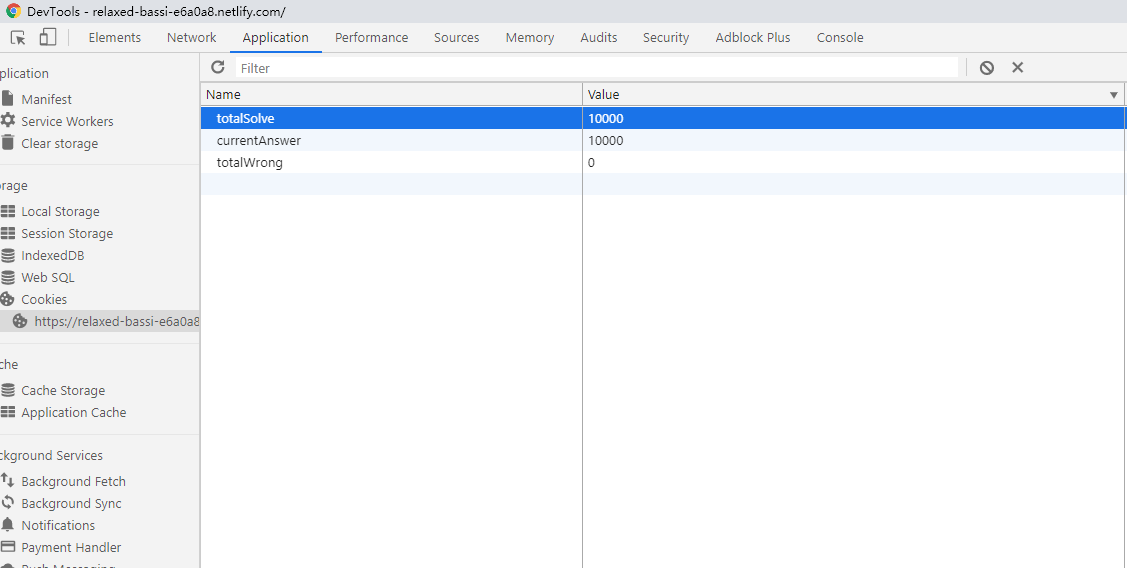 DevTools - relaxed-bassi-e6a0a8.netlify.com/
Elements Network Application Performance Sources Memory Audits Security Adblock Plus Console
plication
Manifest
Service Workers
Clear storage
rage
Local Storage
Session Storage
IndexedDB
Web SQL
Cookies
https://relaxed-bassi-e6a0a8
che
Cache Storage
Application Cache
ckground Services
Background Fetch
Background Sync
Notifications
Payment Handler
Push Messaging
Filter
Name Value
totalSolve 10000
currentAnswer 10000
totalWrong 0